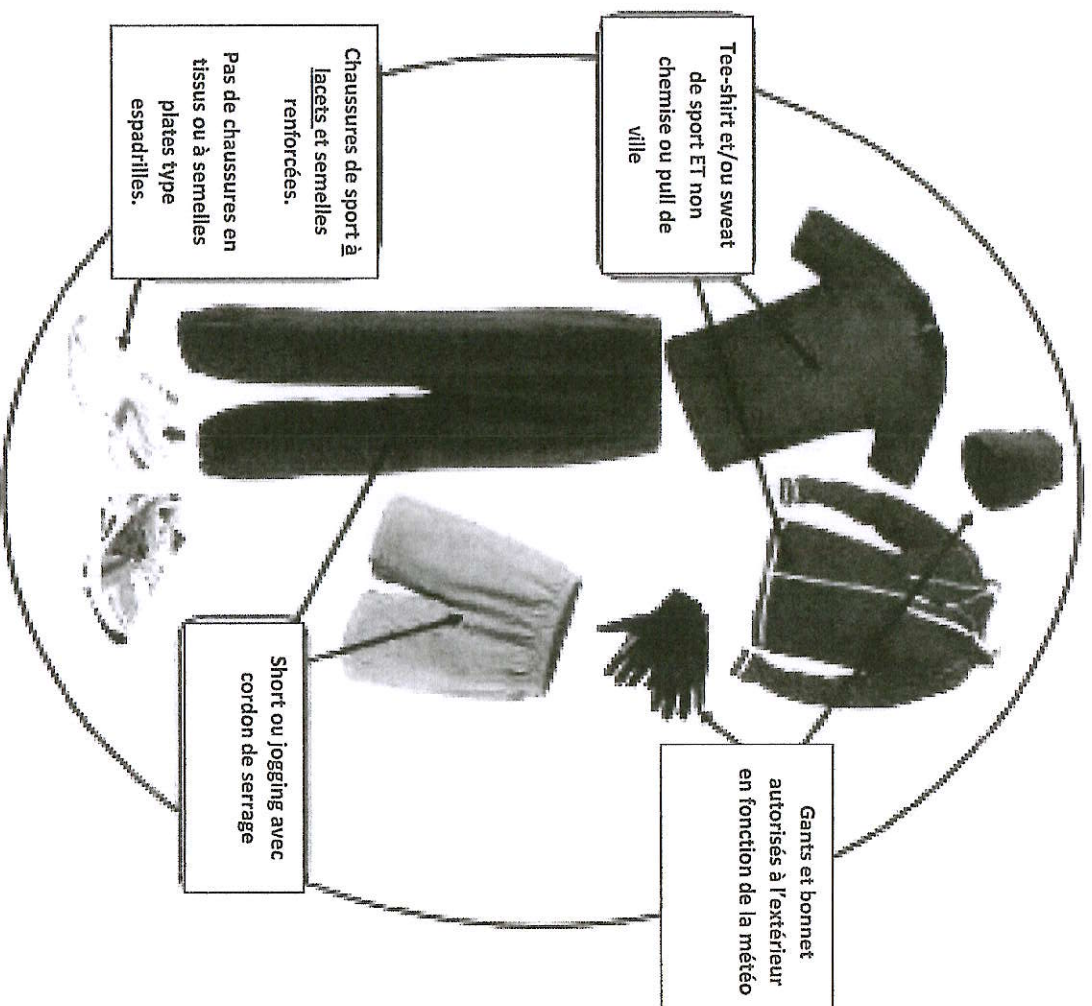 Tee-shirt et/ou sweat
de sport ET non
chemise ou pull de
ville
Gants et bonnet
autorisés à l'extérieur
en fonction de la météo
Chaussures de sport à
lacets et semelles
renforcées.
Pas de chaussures en
tissus ou à semelles
plates type
espadrilles.
Short ou jogging avec
cordon de serrage